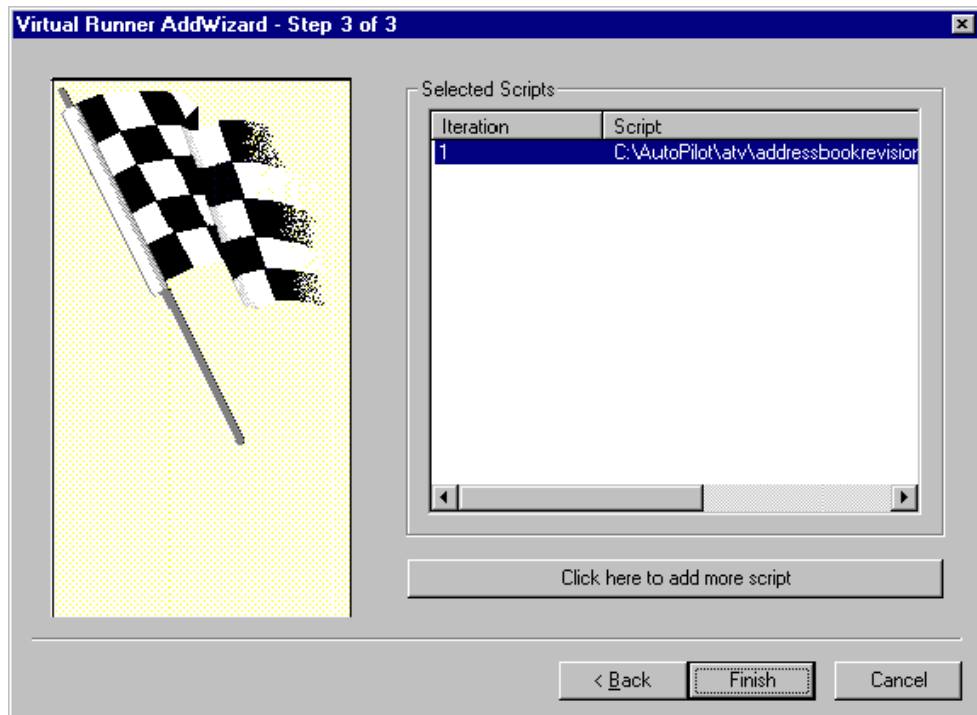 Virtual Runner AddWizard - Step 3 of 3
Selected Scripts
Iteration Script
1 C:\AutoPilot\atv\addressbookrevision
Click here to add more script
< Back Finish Cancel